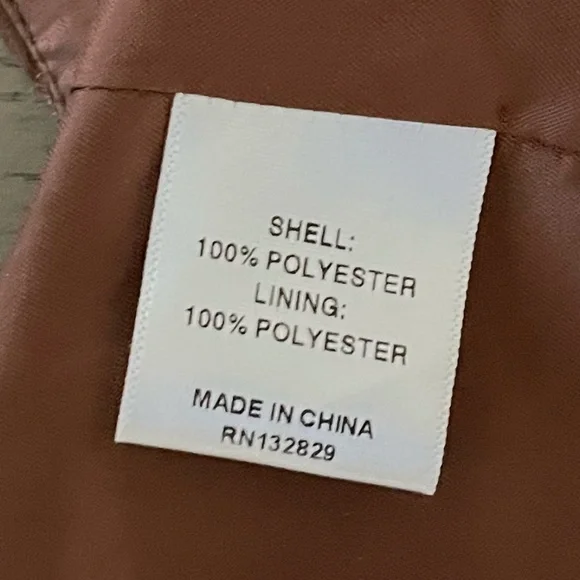 SHELL:
100% POLYESTER
LINING:
100% POLYESTER
MADE IN CHINA
RN132829